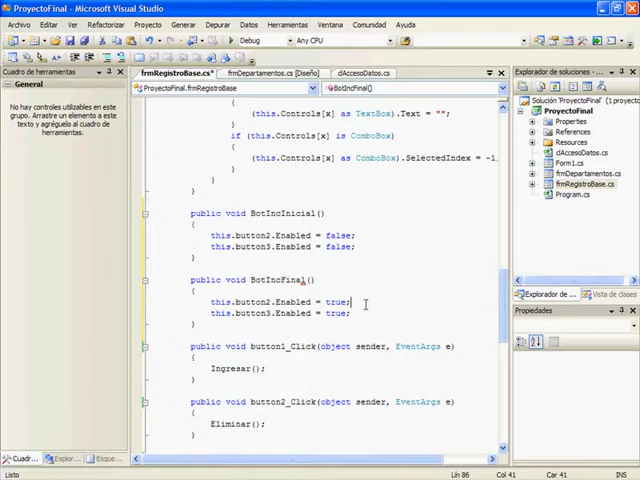 ProyectoFinal - Microsoft Visual Studio
Archivo Editar Ver Refactorizar Proyecto Generar Depurar Datos Herramientas Ventana Comunidad Ayuda
Debug Any CPU
Cuadro de herramientas
General
No hay controles utilizables en este
grupo. Arrastre un elemento a este
texto y agréguelo al cuadro de
herramientas.
Cuadr... Explor... Esque...
frmRegistroBase.cs* frmDepartamentos.cs [Diseño] clAccesoDatos.cs
ProyectoFinal.frmRegistroBase BotIncFinal()
{
(this.Controls[x] as TextBox).Text = "";
}
if (this.Controls[x] is ComboBox)
{
(this.Controls[x] as ComboBox).SelectedIndex = -1
}
}
}
public void BotIncInicial()
{
this.button2.Enabled = false;
this.button3.Enabled = false;
}
public void BotIncFinal()
{
this.button2.Enabled = true;
this.button3.Enabled = true;
}
public void button1_Click(object sender, EventArgs e)
{
Ingresar();
}
public void button2_Click(object sender, EventArgs e)
{
Eliminar();
}
Explorador de soluciones
Solución 'ProyectoFinal' (1 proyecto)
ProyectoFinal
Properties
References
Resources
clAccesoDatos.cs
Form1.cs
frmDepartamentos.cs
frmRegistroBase.cs
Program.cs
Explorador de ... Vista de clases
Propiedades
Listo Lín 86 Col 41 Car 41